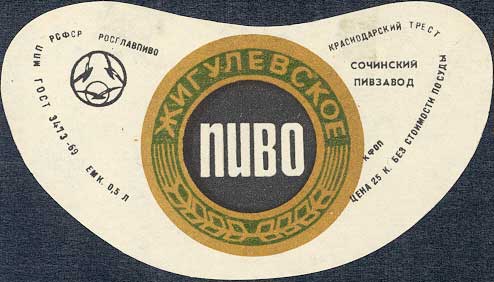 МПП РСФСР РОСГЛАВПИВО
ГОСТ 3473-69
ЕМК. 0,5 Л
ЖИГУЛЕВСКОЕ
ПИВО
КРАСНОДАРСКИЙ ТРЕСТ
СОЧИНСКИЙ
ПИВЗАВОД
КФОП
ЦЕНА 25 К. БЕЗ СТОИМОСТИ ПОСУДЫ